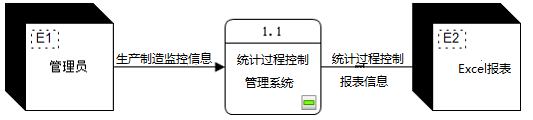 E1
管理员
生产制造监控信息
1.1
统计过程控制
管理系统
统计过程控制
报表信息
E2
Excel报表